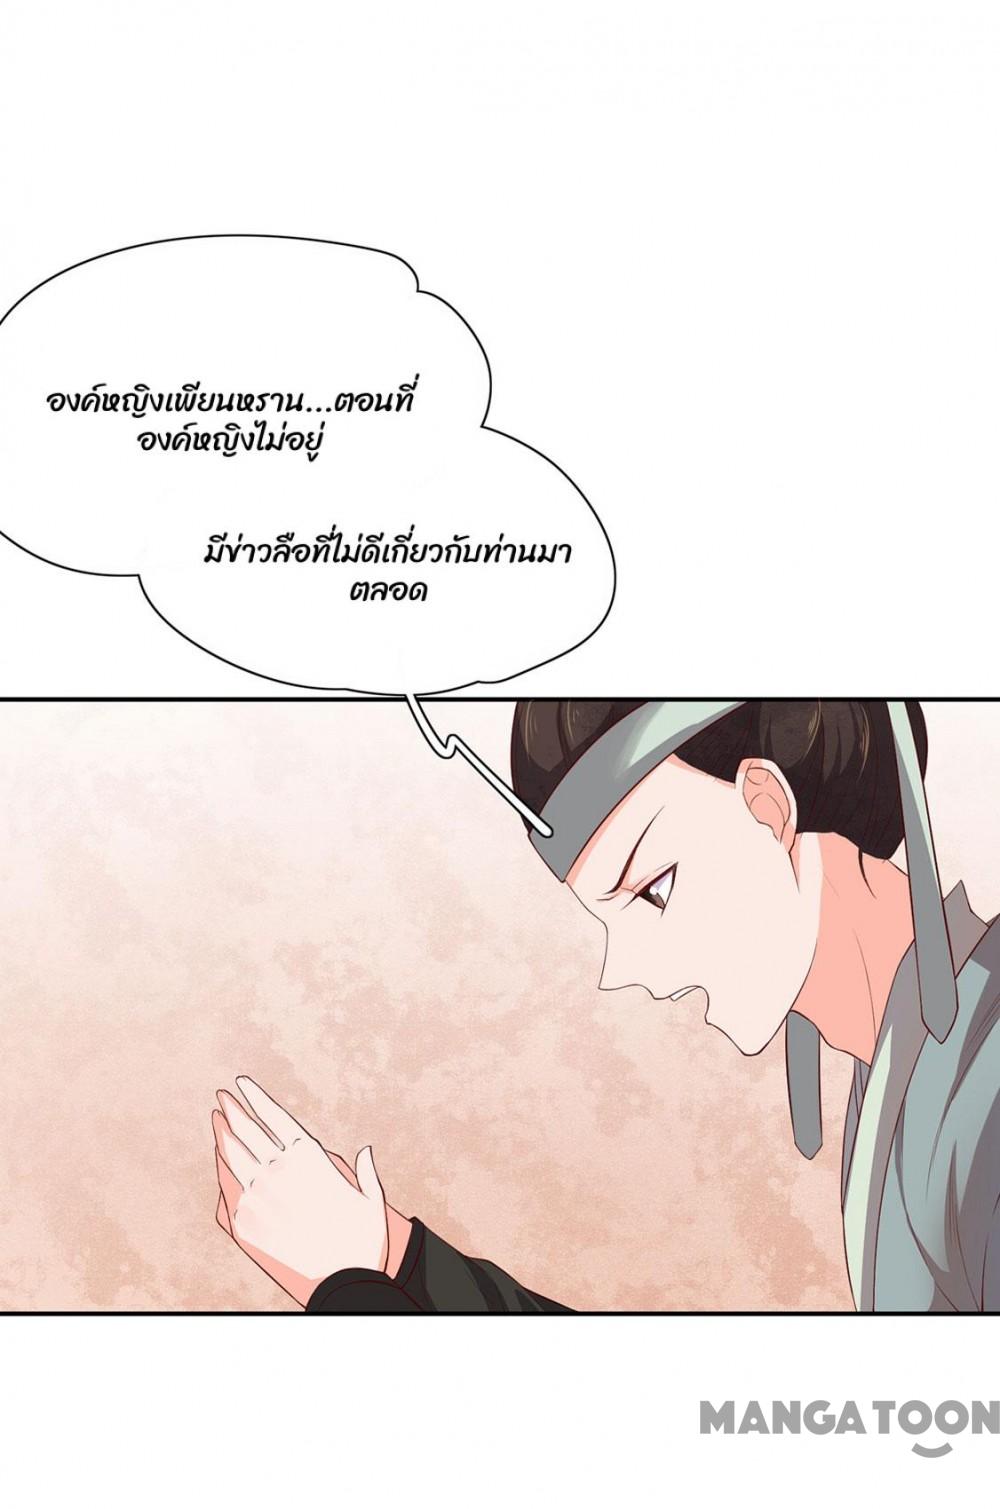 องค์หญิงเพียนหราน...ตอนที่
องค์หญิงไม่อยู่
มีข่าวลือที่ไม่ดีเกี่ยวกับท่านมา
ตลอด
MANGATOON